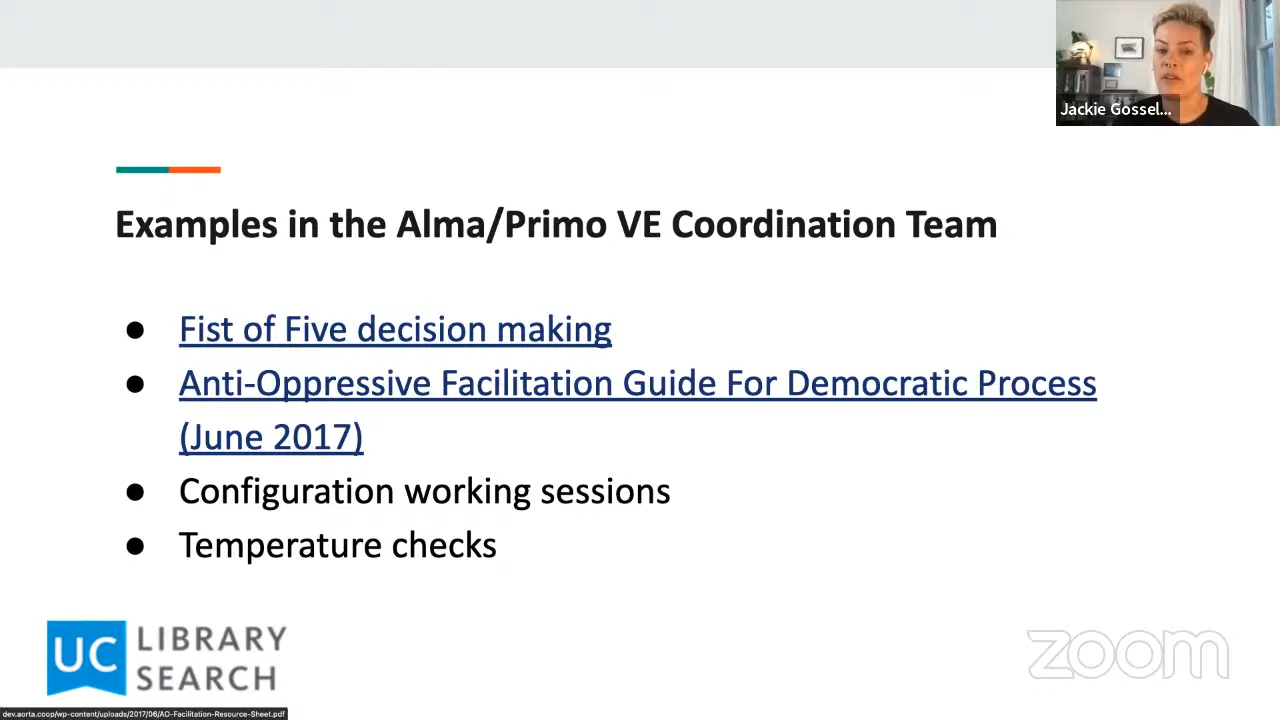 Jackie Gossel...
Examples in the Alma/Primo VE Coordination Team
● Fist of Five decision making
● Anti-Oppressive Facilitation Guide For Democratic Process
(June 2017)
● Configuration working sessions
● Temperature checks
UC LIBRARY
SEARCH
zoom
dev.aorta.coop/wp-content/uploads/2017/06/AO-Facilitation-Resource-Sheet.pdf